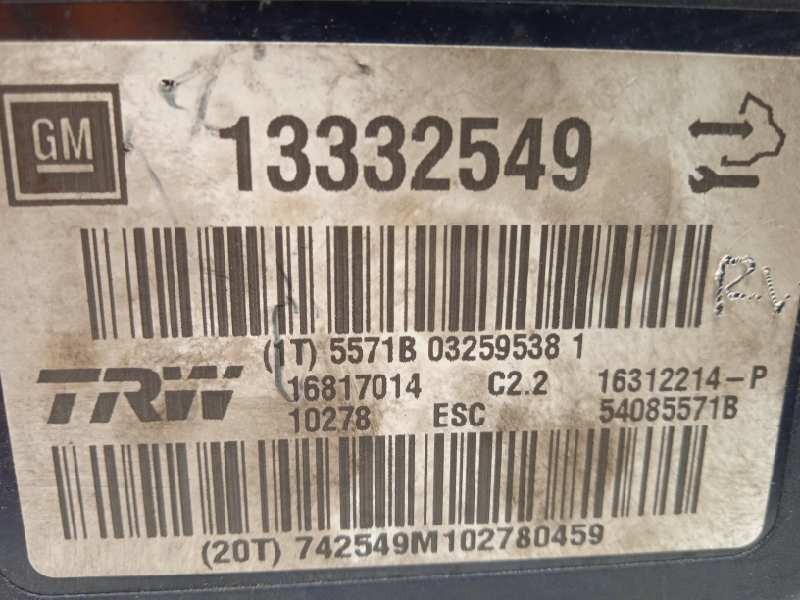 GM 13332549
(1T) 5571B 03259538 1
TRW 16817014 C2.2 16312214-P
10278 ESC 54085571B
(20T) 742549M102780459